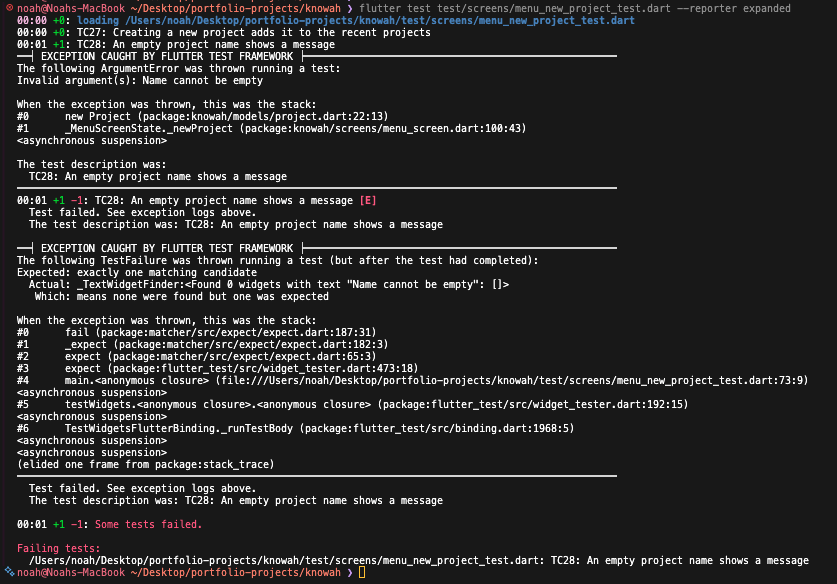 noah@Noahs-MacBook ~/Desktop/portfolio-projects/knowah ❯ flutter test test/screens/menu_new_project_test.dart --reporter expanded
00:00 +0: loading /Users/noah/Desktop/portfolio-projects/knowah/test/screens/menu_new_project_test.dart
00:00 +0: TC27: Creating a new project adds it to the recent projects
00:01 +1: TC28: An empty project name shows a message
══╡ EXCEPTION CAUGHT BY FLUTTER TEST FRAMEWORK ╞════════════════════════════════════════════════════
The following ArgumentError was thrown running a test:
Invalid argument(s): Name cannot be empty

When the exception was thrown, this was the stack:
#0      new Project (package:knowah/models/project.dart:22:13)
#1      _MenuScreenState._newProject (package:knowah/screens/menu_screen.dart:100:43)
<asynchronous suspension>

The test description was:
  TC28: An empty project name shows a message
════════════════════════════════════════════════════════════════════════════════════════════════════
00:01 +1 -1: TC28: An empty project name shows a message [E]
  Test failed. See exception logs above.
  The test description was: TC28: An empty project name shows a message

══╡ EXCEPTION CAUGHT BY FLUTTER TEST FRAMEWORK ╞════════════════════════════════════════════════════
The following TestFailure was thrown running a test (but after the test had completed):
Expected: exactly one matching candidate
  Actual: _TextWidgetFinder:<Found 0 widgets with text "Name cannot be empty": []>
   Which: means none were found but one was expected

When the exception was thrown, this was the stack:
#0      fail (package:matcher/src/expect/expect.dart:187:31)
#1      _expect (package:matcher/src/expect/expect.dart:182:3)
#2      expect (package:matcher/src/expect/expect.dart:65:3)
#3      expect (package:flutter_test/src/widget_tester.dart:473:18)
#4      main.<anonymous closure> (file:///Users/noah/Desktop/portfolio-projects/knowah/test/screens/menu_new_project_test.dart:73:9)
<asynchronous suspension>
#5      testWidgets.<anonymous closure>.<anonymous closure> (package:flutter_test/src/widget_tester.dart:192:15)
<asynchronous suspension>
#6      TestWidgetsFlutterBinding._runTestBody (package:flutter_test/src/binding.dart:1968:5)
<asynchronous suspension>
<asynchronous suspension>
(elided one frame from package:stack_trace)
════════════════════════════════════════════════════════════════════════════════════════════════════
  Test failed. See exception logs above.
  The test description was: TC28: An empty project name shows a message

00:01 +1 -1: Some tests failed.

Failing tests:
  /Users/noah/Desktop/portfolio-projects/knowah/test/screens/menu_new_project_test.dart: TC28: An empty project name shows a message
noah@Noahs-MacBook ~/Desktop/portfolio-projects/knowah ❯